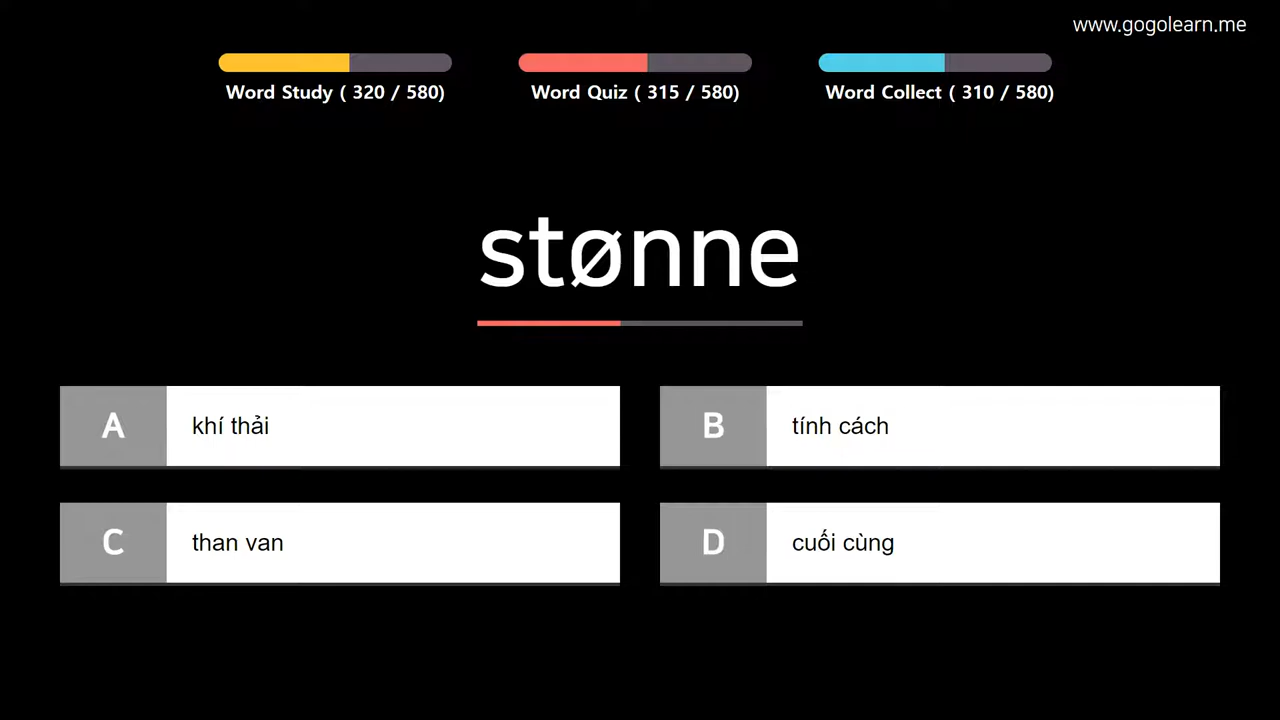 www.gogolearn.me
Word Study ( 320 / 580)
Word Quiz ( 315 / 580)
Word Collect ( 310 / 580)
stønne
A khí thải
B tính cách
C than van
D cuối cùng